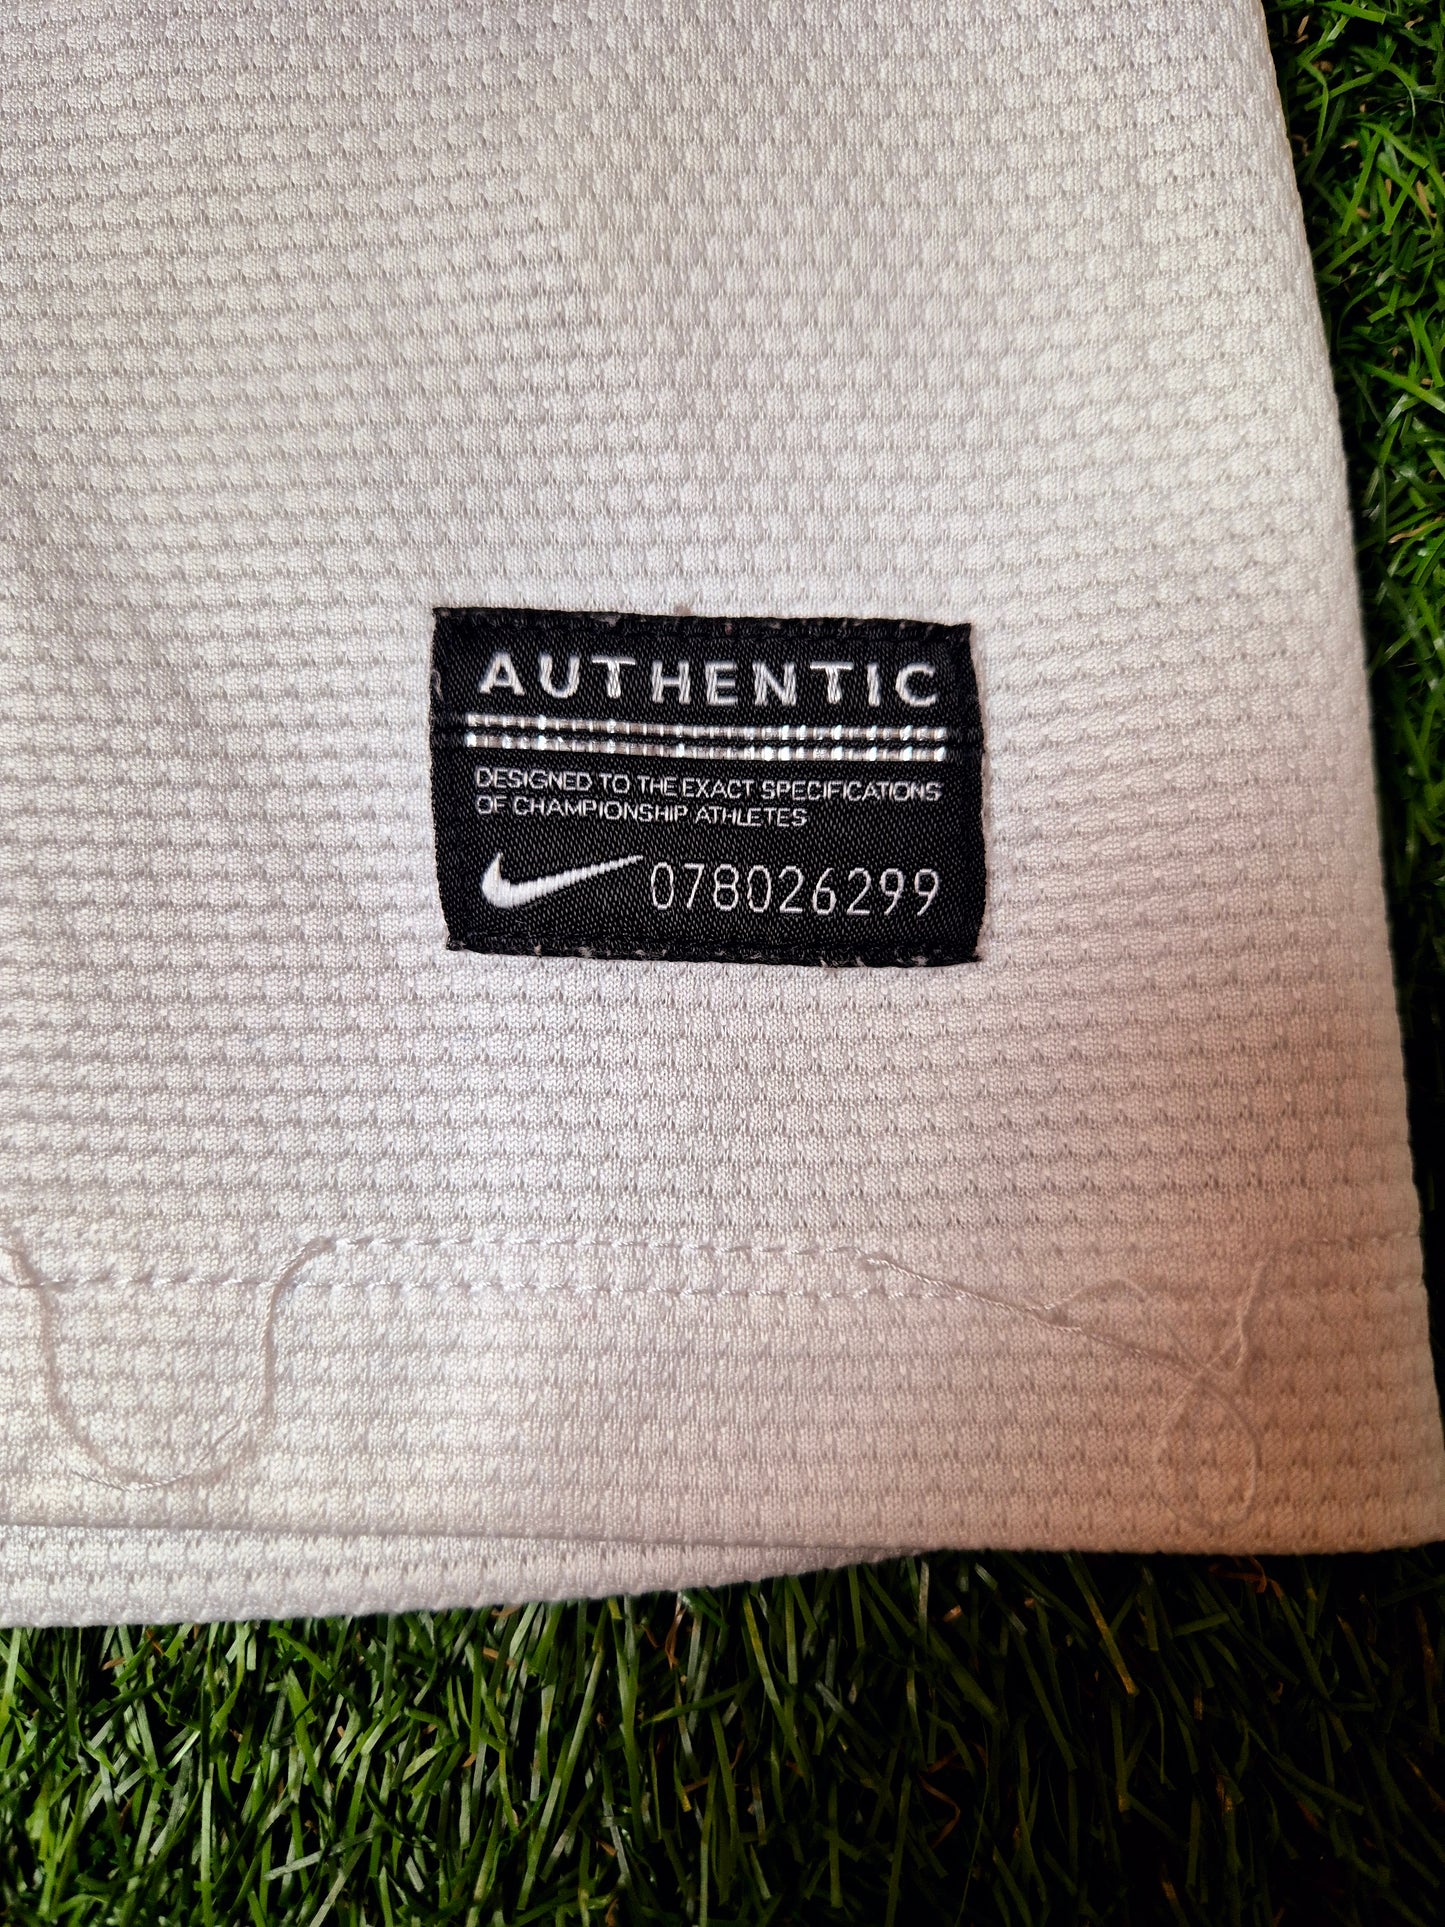 AUTHENTIC
DESIGNED TO THE EXACT SPECIFICATIONS
OF CHAMPIONSHIP ATHLETES
078026299